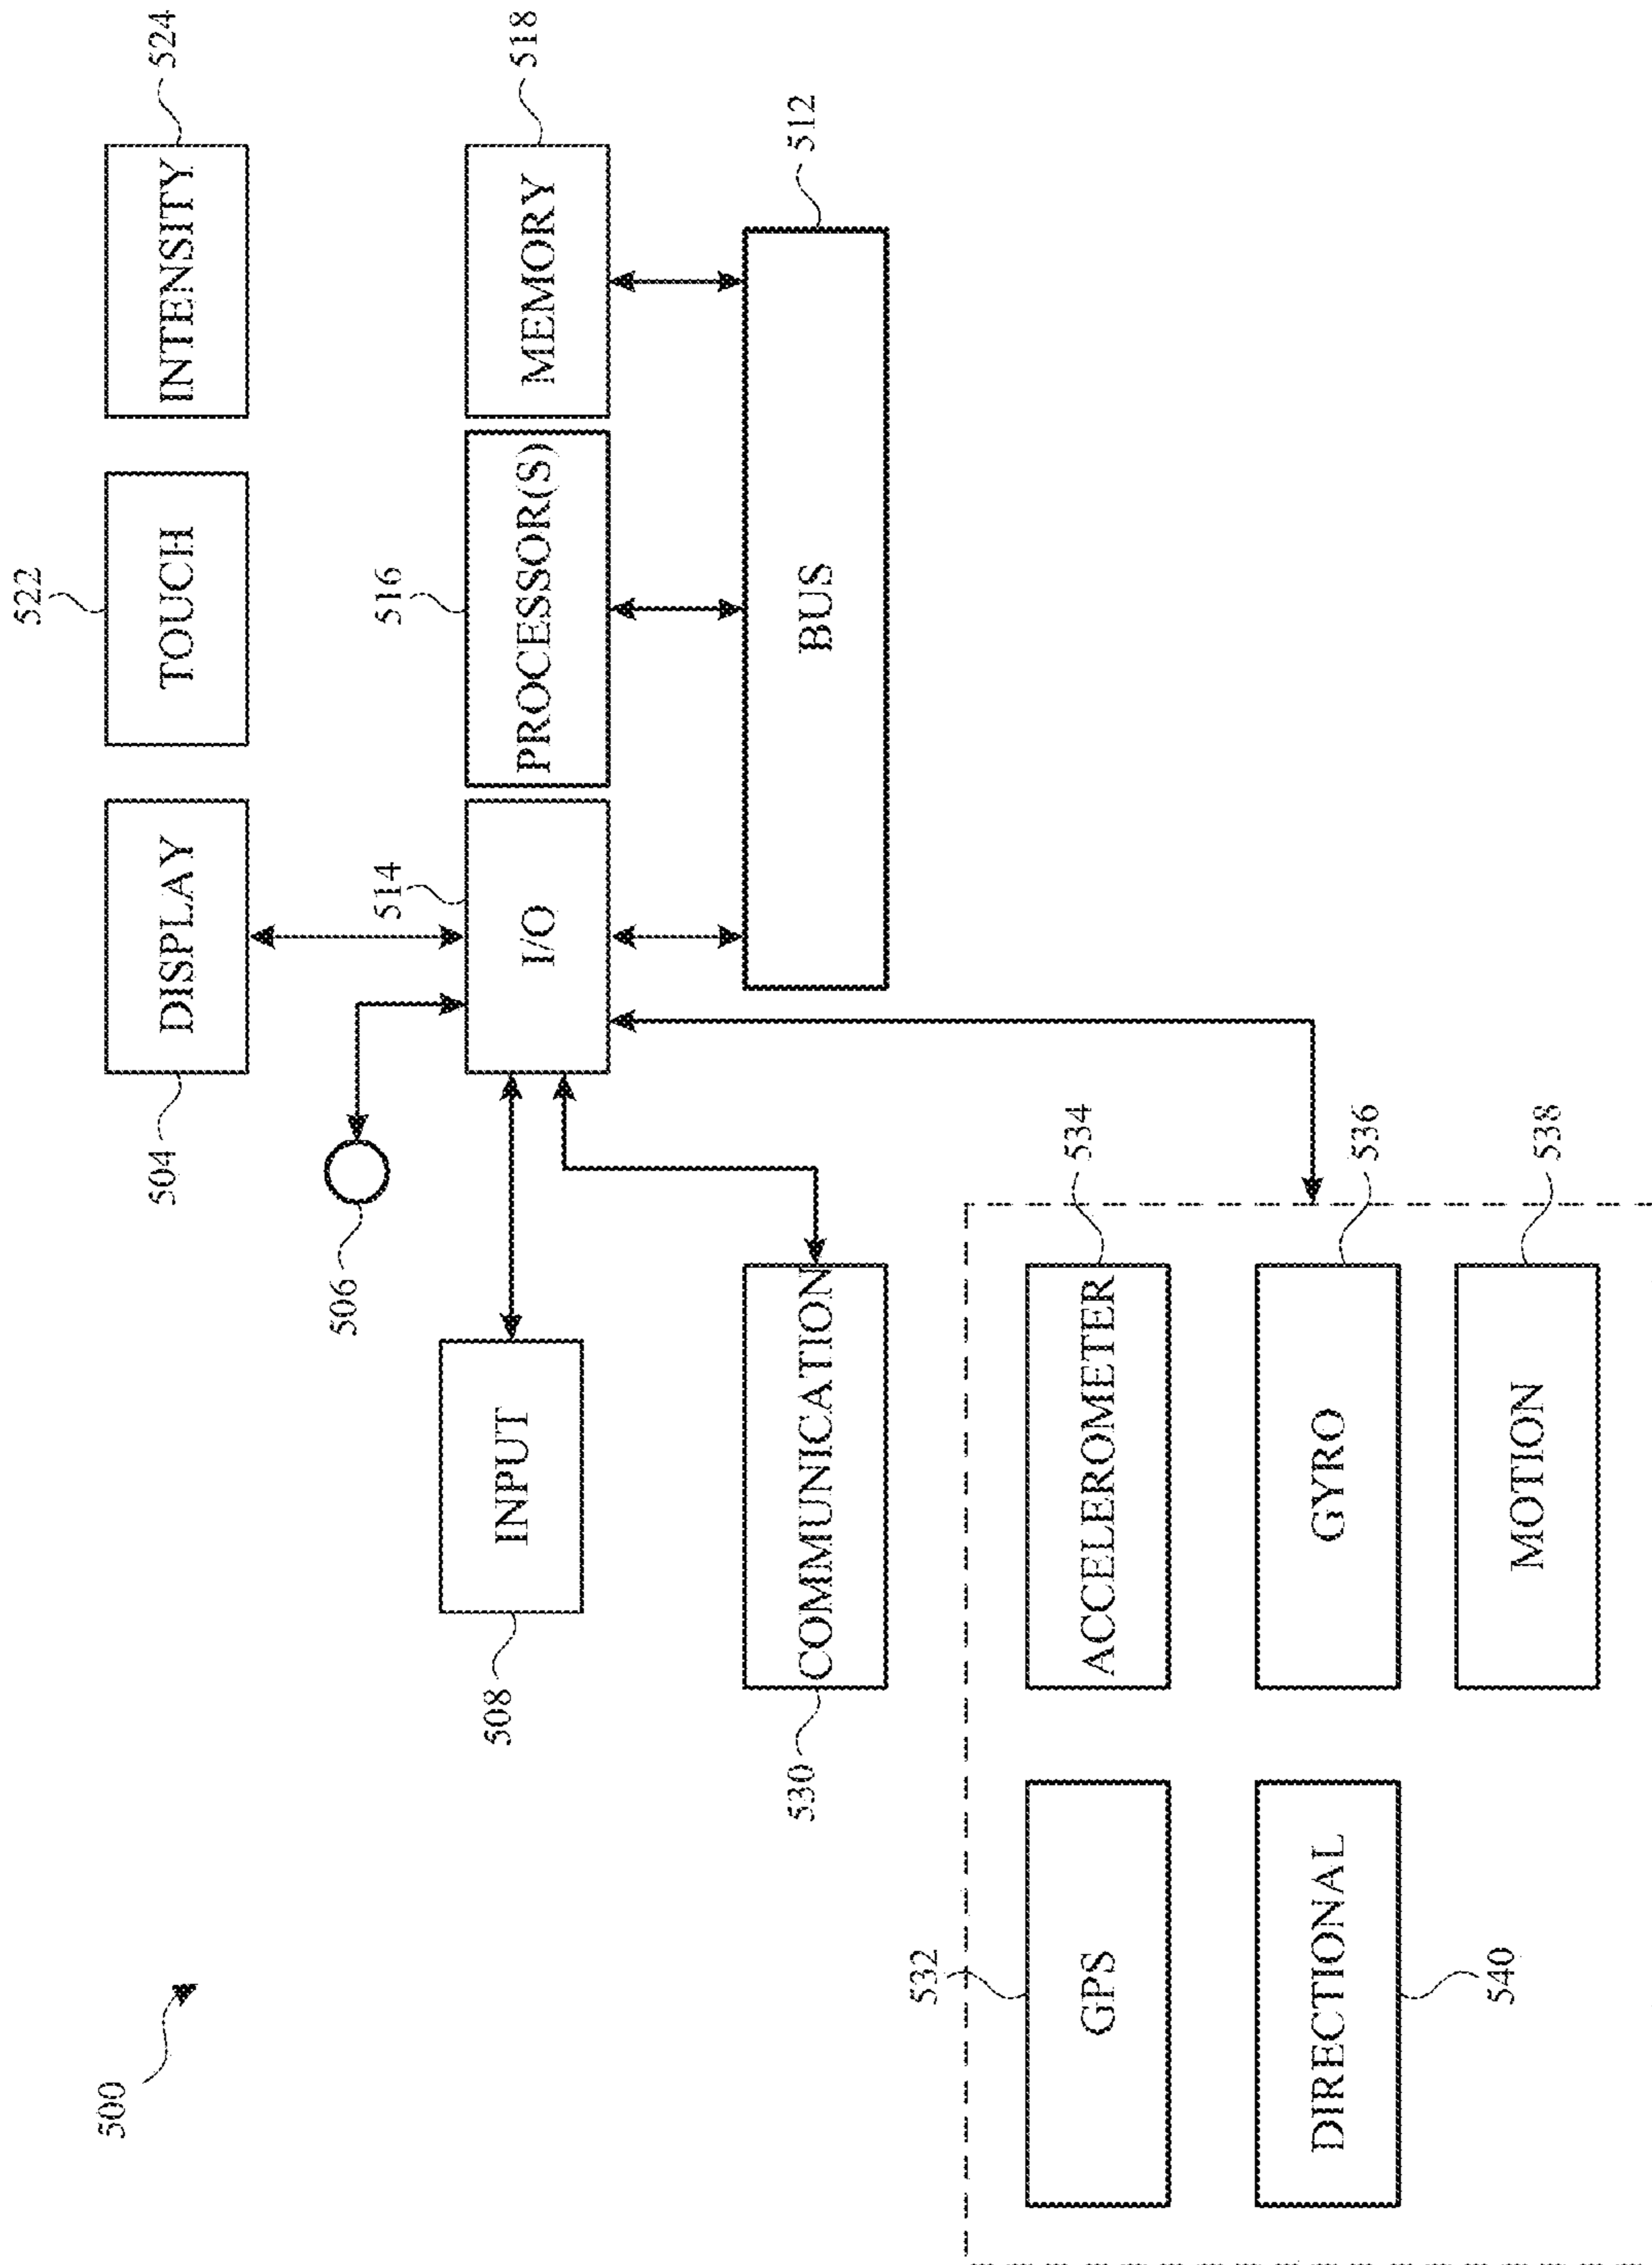 500
522
504
DISPLAY
TOUCH
INTENSITY
524
506
514
516
508
INPUT
I/O
PROCESSOR(S)
MEMORY
518
530
COMMUNICATION
BUS
512
532
GPS
ACCELEROMETER
534
DIRECTIONAL
GYRO
536
540
MOTION
538